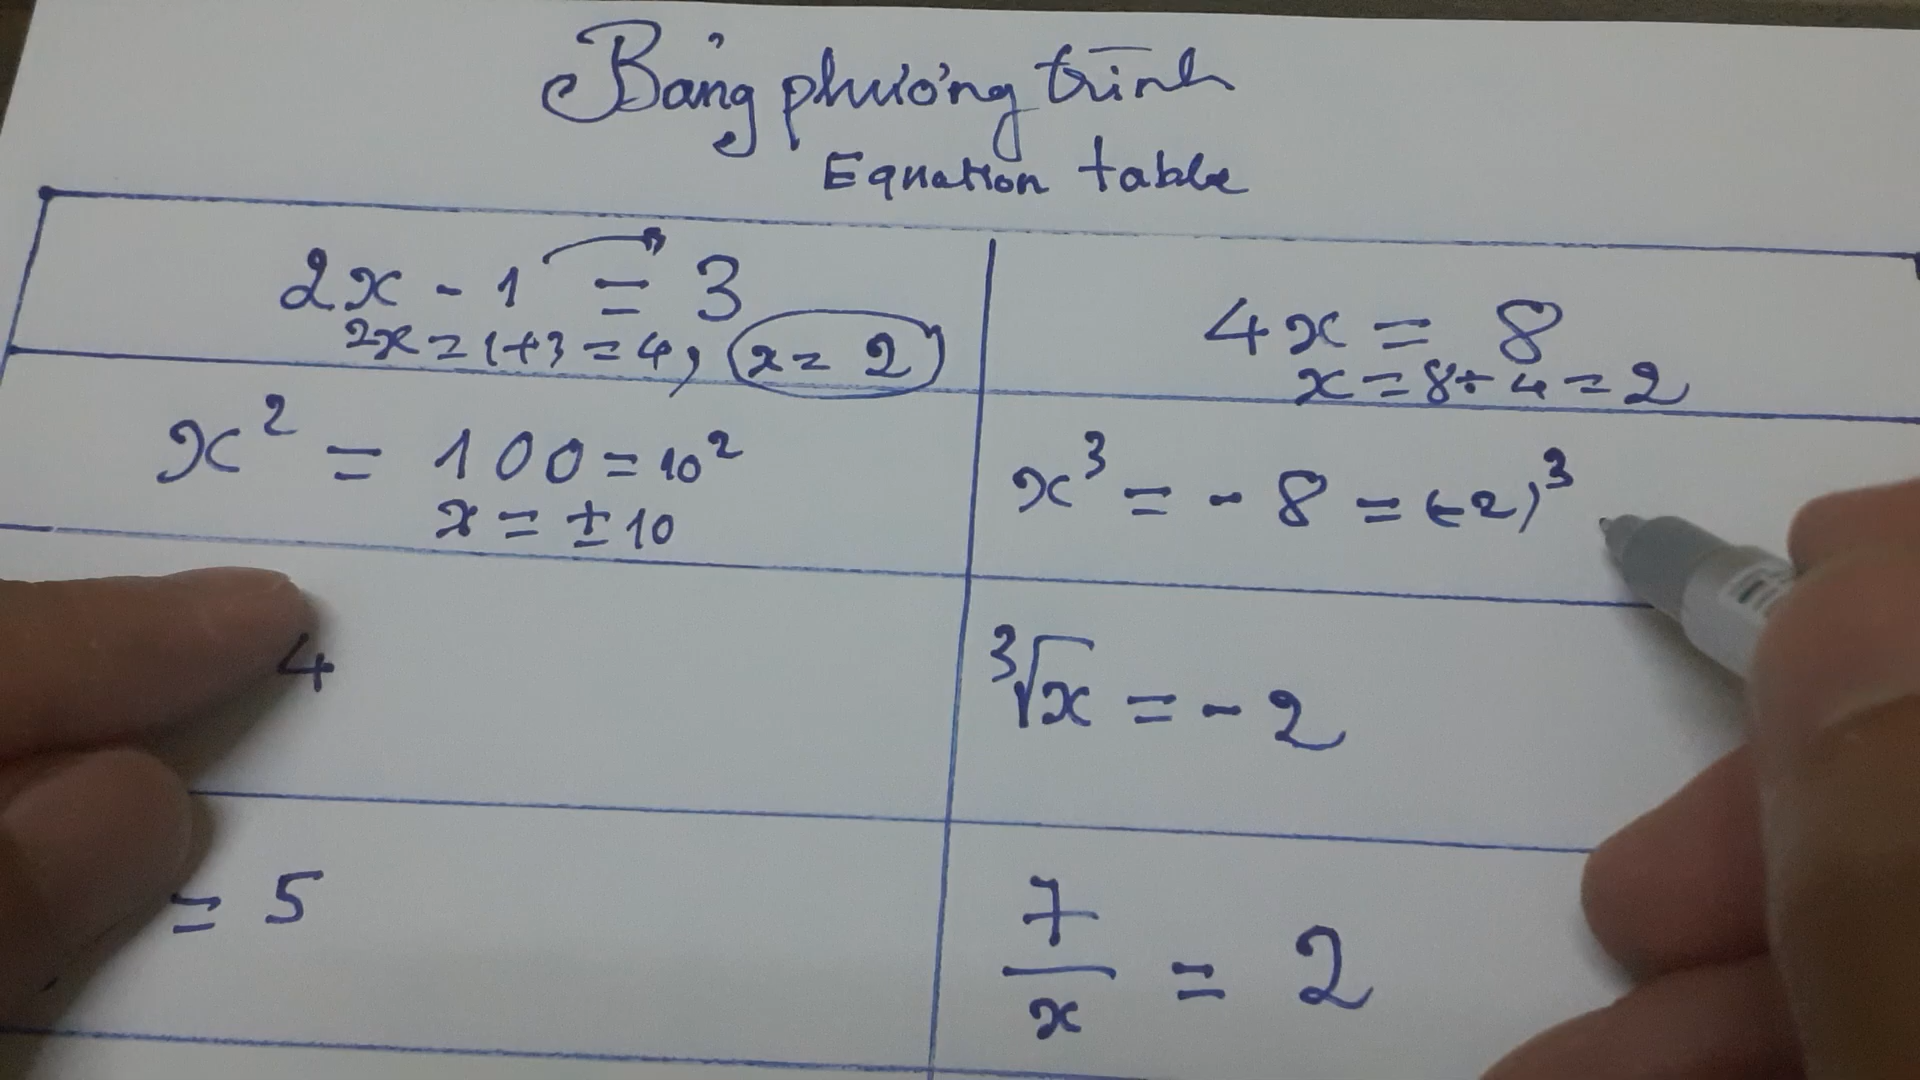 Bảng phương trình
Equation table
2x - 1 = 3
2x = 1+3 = 4, x = 2
4x = 8
x = 8 ÷ 4 = 2
x² = 100 = 10²
x = ± 10
x³ = - 8 = (-2)³
4
³√x = - 2
= 5
7/x = 2